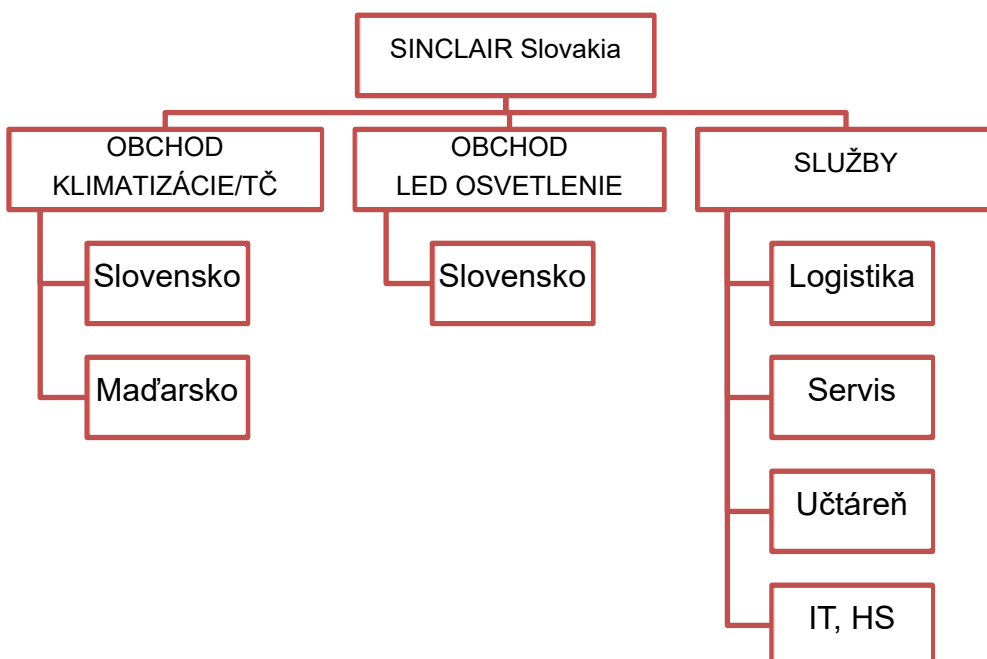 SINCLAIR Slovakia
OBCHOD
KLIMATIZÁCIE/TČ
OBCHOD
LED OSVETLENIE
SLUŽBY
Slovensko
Maďarsko
Slovensko
Logistika
Servis
Učtáreň
IT, HS